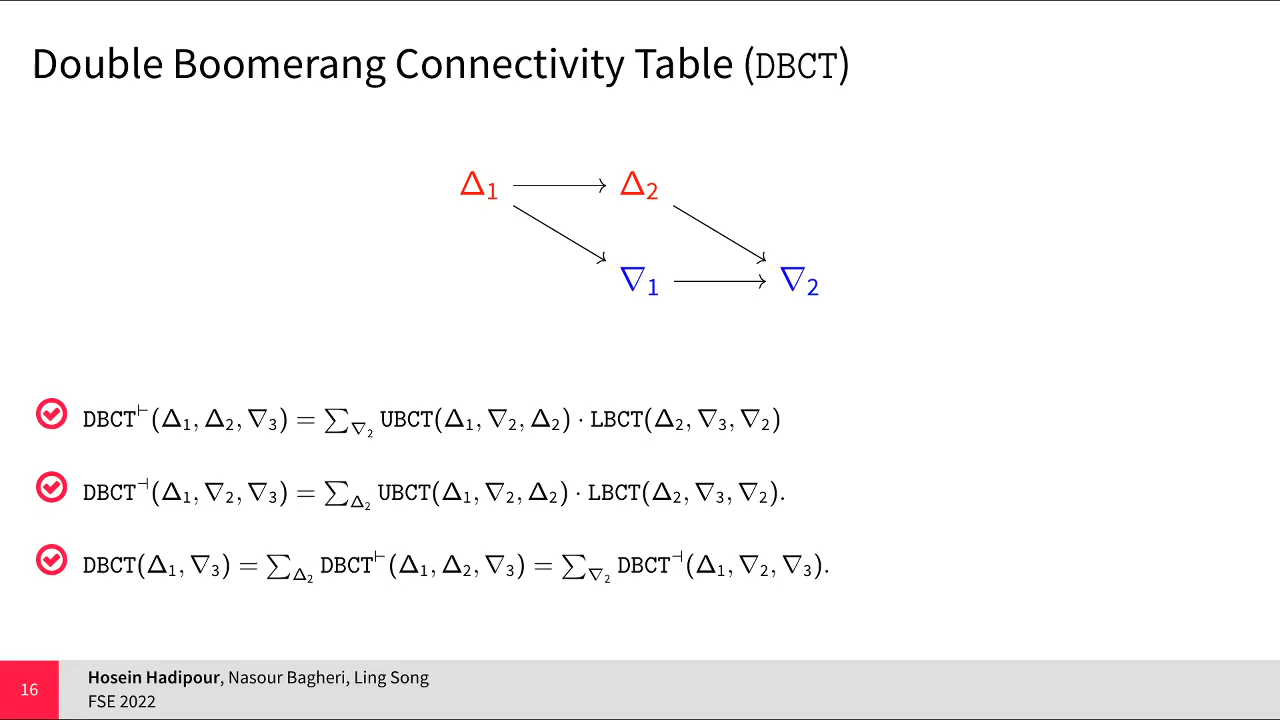 Double Boomerang Connectivity Table (DBCT)
Δ₁ → Δ₂
∇₁ → ∇₂
DBCT⊢(Δ₁, Δ₂, ∇₃) = ∑_∇₂ UBCT(Δ₁, ∇₂, Δ₂) · LBCT(Δ₂, ∇₃, ∇₂)
DBCT⊣(Δ₁, ∇₂, ∇₃) = ∑_Δ₂ UBCT(Δ₁, ∇₂, Δ₂) · LBCT(Δ₂, ∇₃, ∇₂).
DBCT(Δ₁, ∇₃) = ∑_Δ₂ DBCT⊢(Δ₁, Δ₂, ∇₃) = ∑_∇₂ DBCT⊣(Δ₁, ∇₂, ∇₃).
16
Hosein Hadipour, Nasour Bagheri, Ling Song
FSE 2022